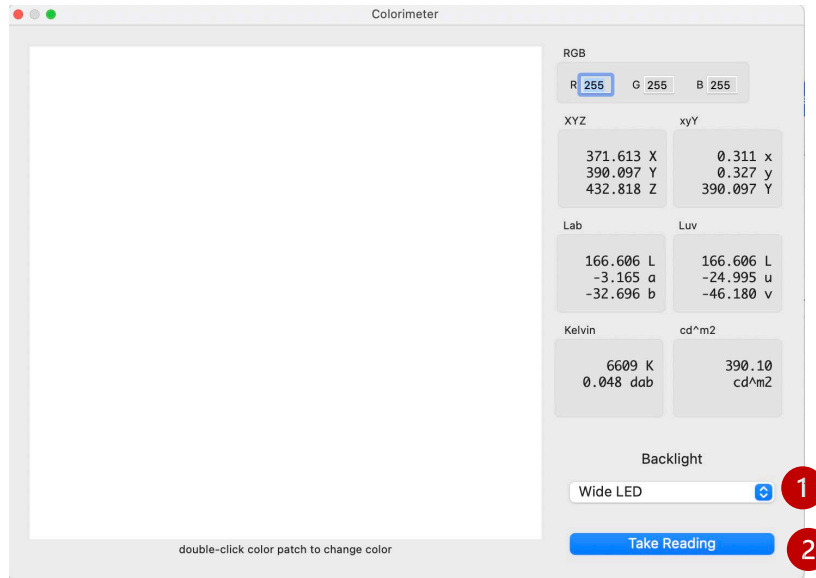 Colorimeter
RGB
R 255 G 255 B 255
XYZ
371.613 X
390.097 Y
432.818 Z
xyY
0.311 x
0.327 y
390.097 Y
Lab
166.606 L
-3.165 a
-32.696 b
Luv
166.606 L
-24.995 u
-46.180 v
Kelvin
6609 K
0.048 dab
cd^m2
390.10
cd^m2
Backlight
Wide LED
1
Take Reading
2
double-click color patch to change color